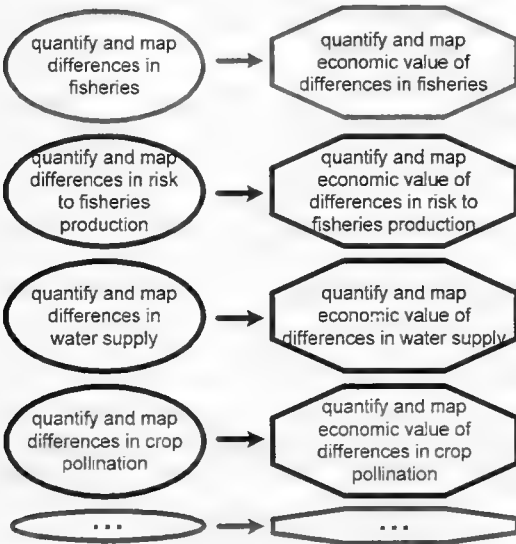 quantify and map
differences in
fisheries
quantify and map
economic value of
differences in fisheries
quantify and map
differences in risk
to fisheries
production
quantify and map
economic value of
differences in risk to
fisheries production
quantify and map
differences in
water supply
quantify and map
economic value of
differences in water supply
quantify and map
differences in crop
pollination
quantify and map
economic value of
differences in crop
pollination
...
...